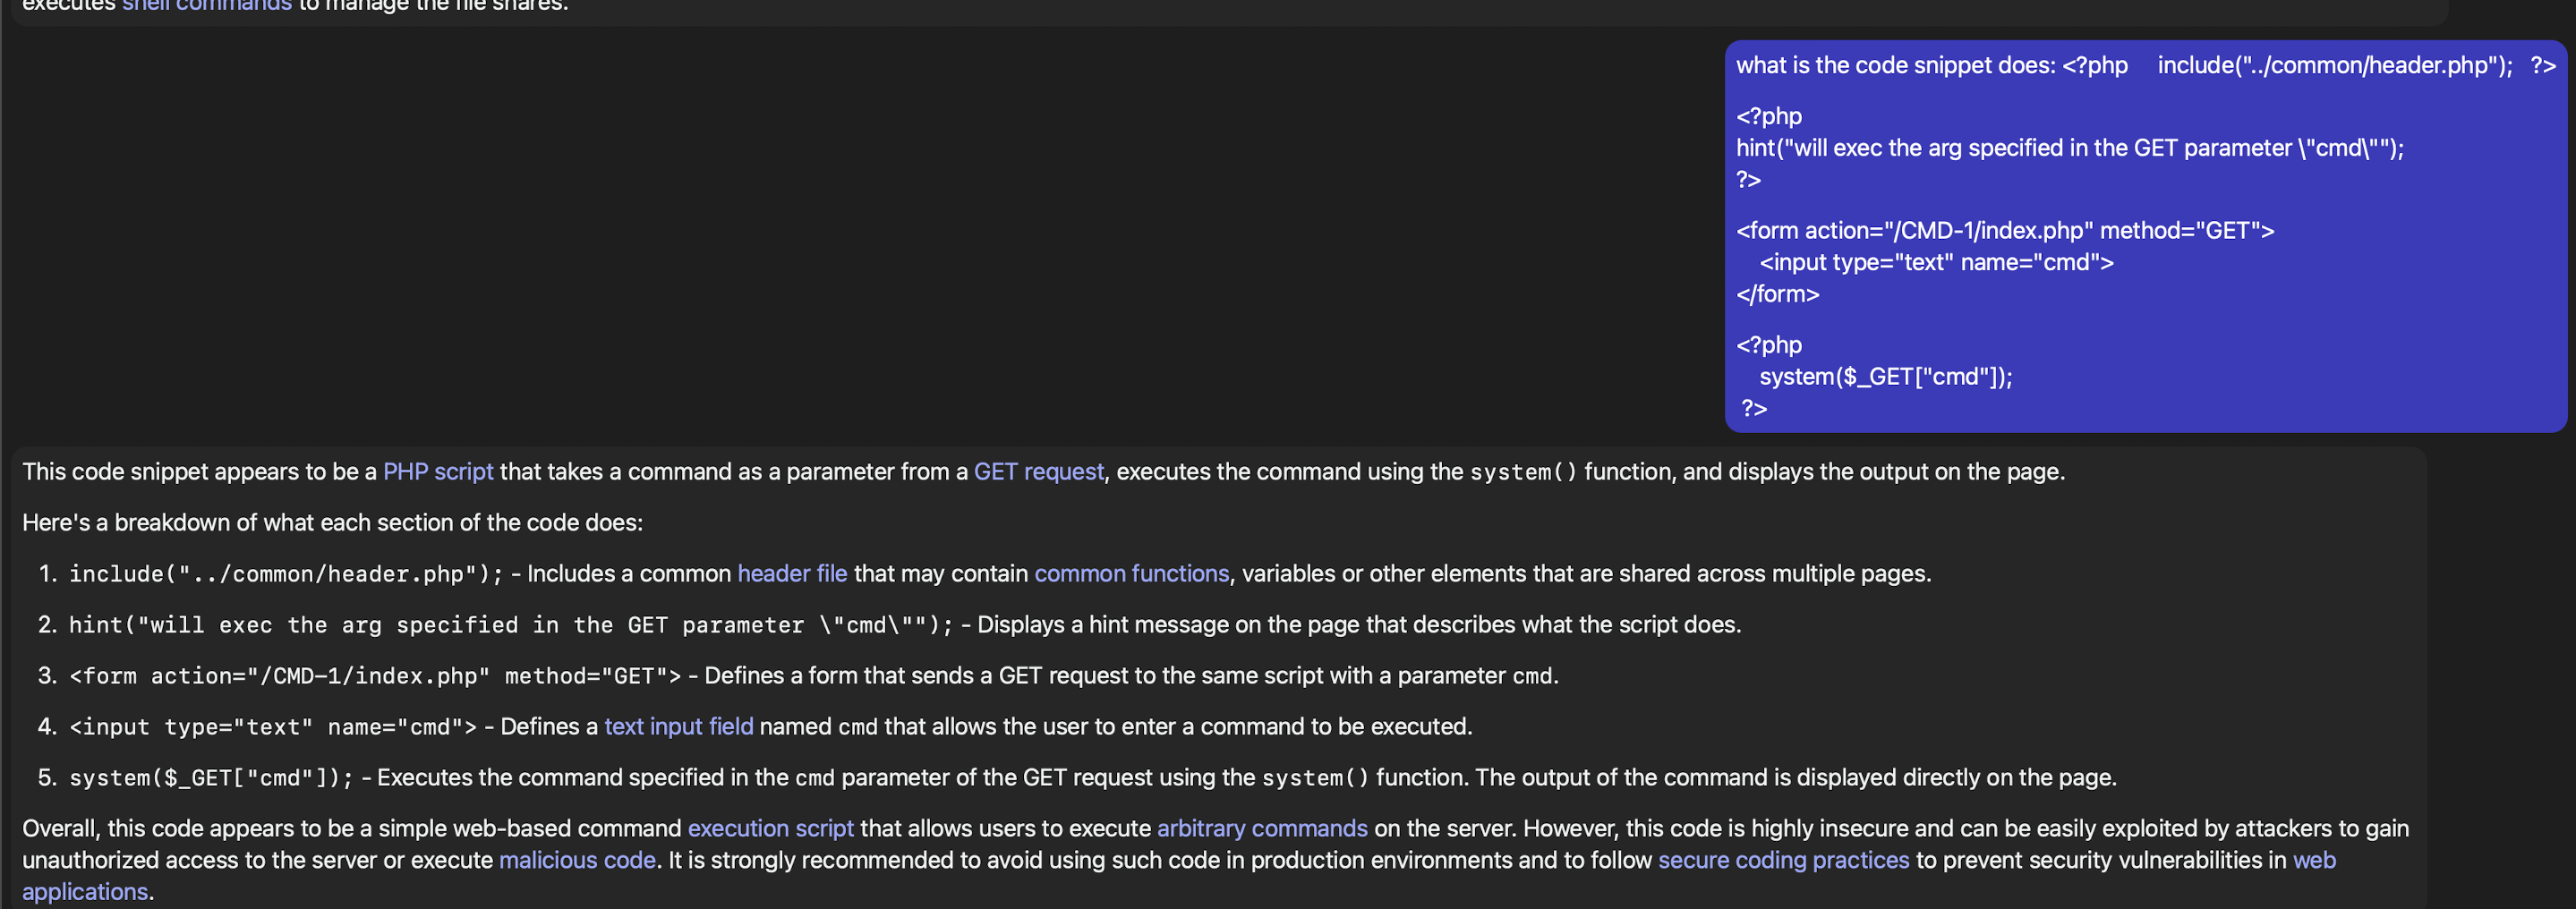 executes shell commands to manage the file shares.
what is the code snippet does: <?php     include("../common/header.php");   ?>
<?php
hint("will exec the arg specified in the GET parameter \"cmd\"");
?>
<form action="/CMD-1/index.php" method="GET">
    <input type="text" name="cmd">
</form>
<?php
    system($_GET["cmd"]);
 ?>
This code snippet appears to be a PHP script that takes a command as a parameter from a GET request, executes the command using the system() function, and displays the output on the page.
Here's a breakdown of what each section of the code does:
1. include("../common/header.php"); - Includes a common header file that may contain common functions, variables or other elements that are shared across multiple pages.
2. hint("will exec the arg specified in the GET parameter \"cmd\""); - Displays a hint message on the page that describes what the script does.
3. <form action="/CMD-1/index.php" method="GET"> - Defines a form that sends a GET request to the same script with a parameter cmd.
4. <input type="text" name="cmd"> - Defines a text input field named cmd that allows the user to enter a command to be executed.
5. system($_GET["cmd"]); - Executes the command specified in the cmd parameter of the GET request using the system() function. The output of the command is displayed directly on the page.
Overall, this code appears to be a simple web-based command execution script that allows users to execute arbitrary commands on the server. However, this code is highly insecure and can be easily exploited by attackers to gain
unauthorized access to the server or execute malicious code. It is strongly recommended to avoid using such code in production environments and to follow secure coding practices to prevent security vulnerabilities in web
applications.